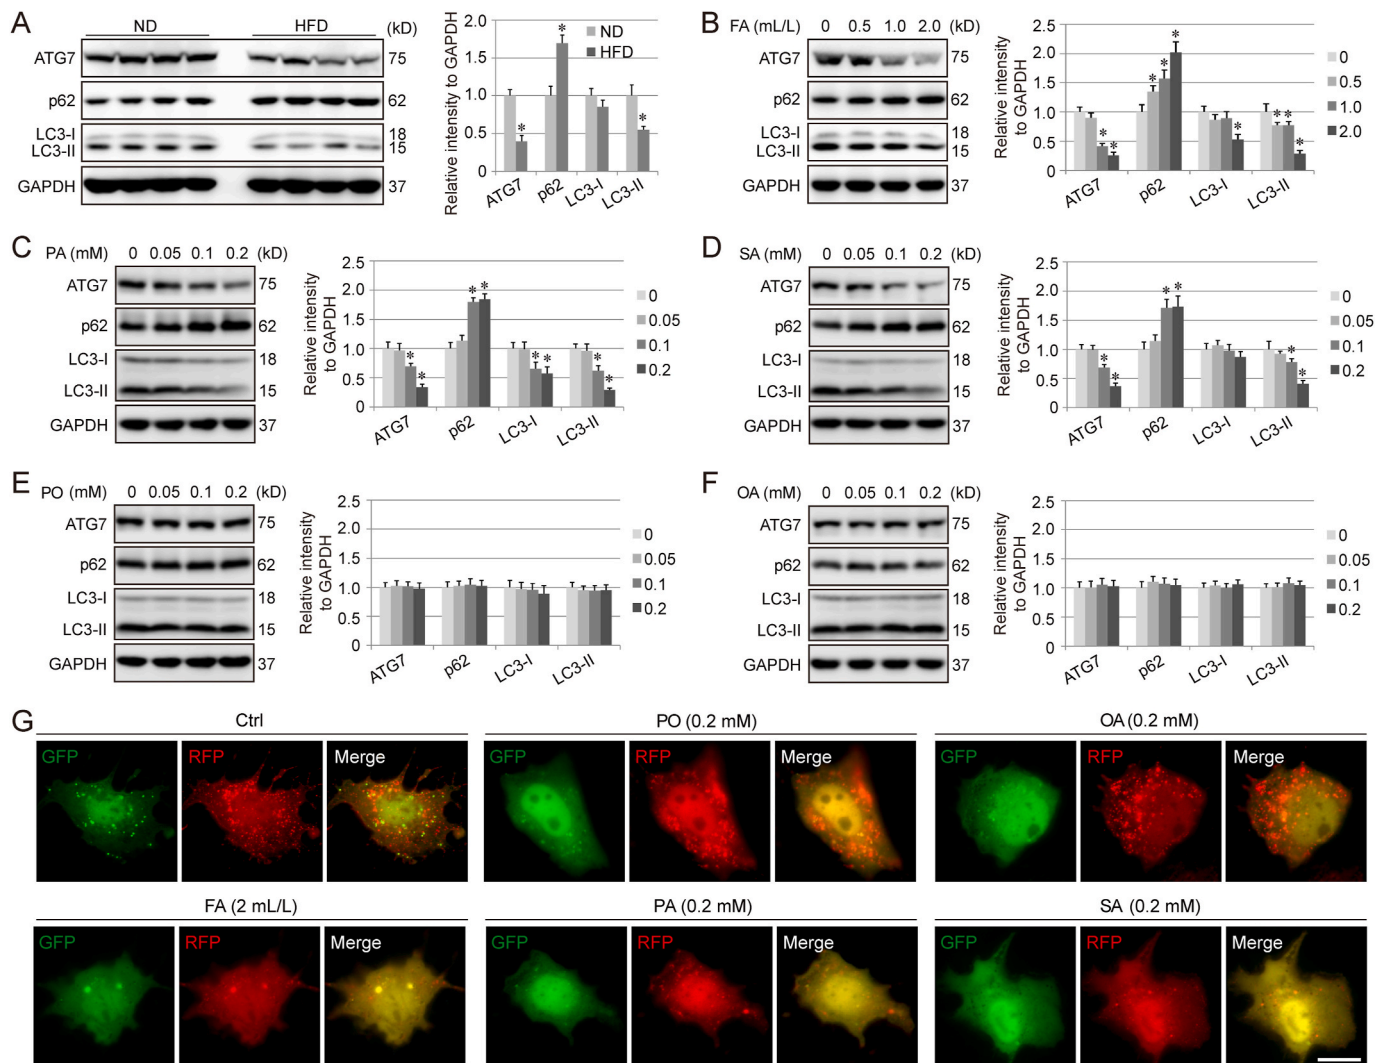 A
ND HFD (kD)
ATG7 75
p62 62
LC3-I 18
LC3-II 15
GAPDH 37
Relative intensity to GAPDH
2.0
1.5
1.0
0.5
0
* * *
ND
HFD
ATG7 p62 LC3-I LC3-II
B
FA (mL/L) 0 0.5 1.0 2.0 (kD)
ATG7 75
p62 62
LC3-I 18
LC3-II 15
GAPDH 37
Relative intensity
to GAPDH
2.5
2.0
1.5
1.0
0.5
0
* * * * * * * * *
0
0.5
1.0
2.0
ATG7 p62 LC3-I LC3-II
C
PA (mM) 0 0.05 0.1 0.2 (kD)
ATG7 75
p62 62
LC3-I 18
LC3-II 15
GAPDH 37
Relative intensity
to GAPDH
2.5
2.0
1.5
1.0
0.5
0
* * * * * * * *
0
0.05
0.1
0.2
ATG7 p62 LC3-I LC3-II
D
SA (mM) 0 0.05 0.1 0.2 (kD)
ATG7 75
p62 62
LC3-I 18
LC3-II 15
GAPDH 37
Relative intensity
to GAPDH
2.5
2.0
1.5
1.0
0.5
0
* * * * * *
0
0.05
0.1
0.2
ATG7 p62 LC3-I LC3-II
E
PO (mM) 0 0.05 0.1 0.2 (kD)
ATG7 75
p62 62
LC3-I 18
LC3-II 15
GAPDH 37
Relative intensity
to GAPDH
2.5
2.0
1.5
1.0
0.5
0
0
0.05
0.1
0.2
ATG7 p62 LC3-I LC3-II
F
OA (mM) 0 0.05 0.1 0.2 (kD)
ATG7 75
p62 62
LC3-I 18
LC3-II 15
GAPDH 37
Relative intensity
to GAPDH
2.5
2.0
1.5
1.0
0.5
0
0
0.05
0.1
0.2
ATG7 p62 LC3-I LC3-II
G
Ctrl PO (0.2 mM) OA (0.2 mM)
GFP RFP Merge GFP RFP Merge GFP RFP Merge
FA (2 mL/L) PA (0.2 mM) SA (0.2 mM)
GFP RFP Merge GFP RFP Merge GFP RFP Merge